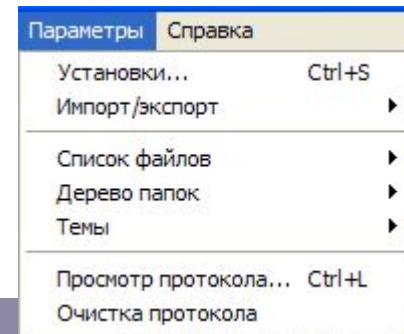 Параметры Справка
Установки... Ctrl+S
Импорт/экспорт
Список файлов
Дерево папок
Темы
Просмотр протокола... Ctrl+L
Очистка протокола